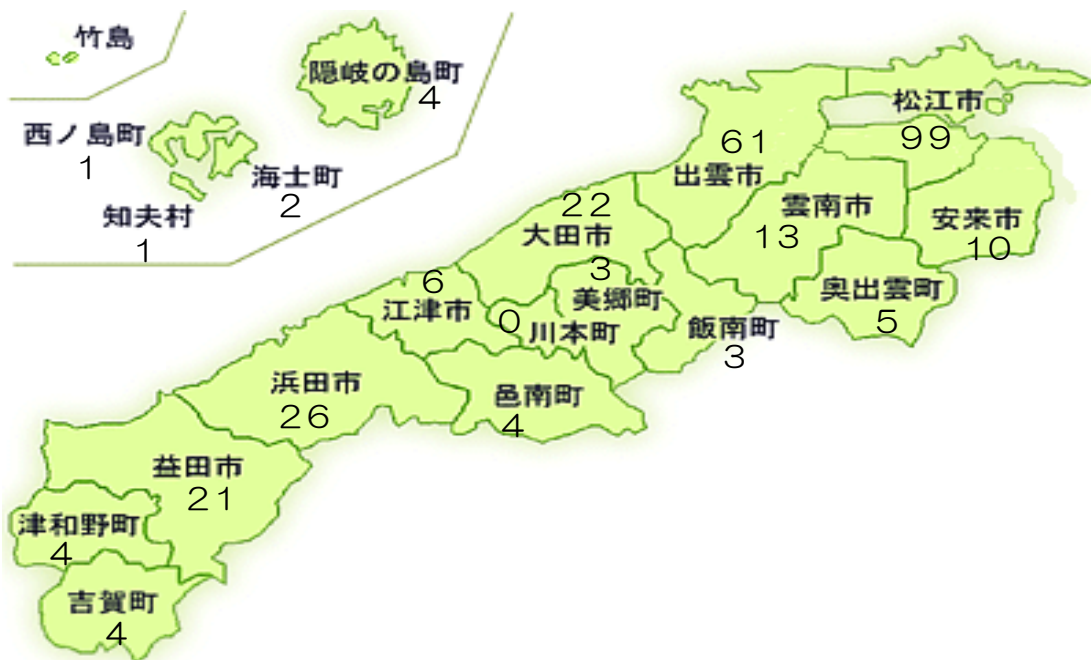 竹島
隠岐の島町
4
西ノ島町
1
海士町
2
知夫村
1
松江市
99
61
出雲市
雲南市
13
安来市
10
22
大田市
奥出雲町
5
3
美郷町
6
江津市
0
川本町
飯南町
3
浜田市
26
邑南町
4
益田市
21
津和野町
4
吉賀町
4